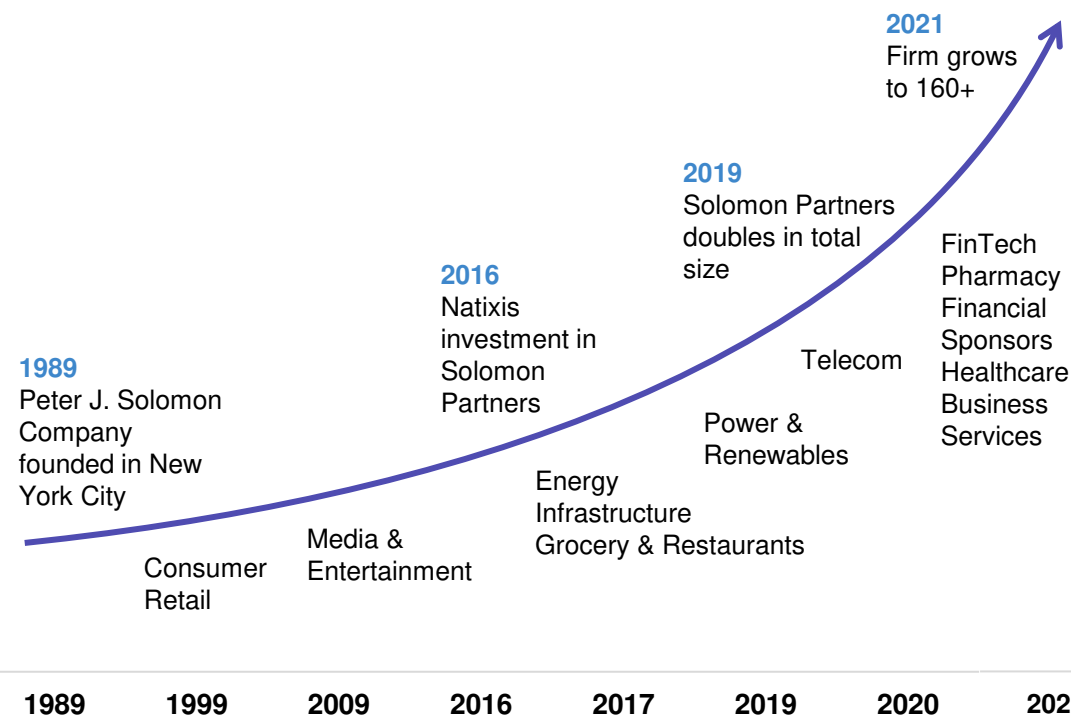 2021
Firm grows
to 160+
2019
Solomon Partners
doubles in total
size
2016
Natixis
investment in
Solomon
Partners
1989
Peter J. Solomon
Company
founded in New
York City
Consumer
Retail
Media &
Entertainment
Energy
Infrastructure
Grocery & Restaurants
Power &
Renewables
Telecom
FinTech
Pharmacy
Financial
Sponsors
Healthcare
Business
Services
1989 1999 2009 2016 2017 2019 2020 202